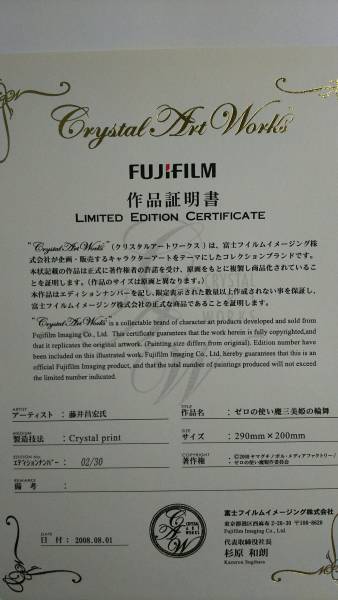 Crystal Art Works
FUJIFILM
作品証明書
LIMITED EDITION CERTIFICATE
"Crystal Art Works" (クリスタルアートワークス) は、富士フイルムイメージング株
式会社が企画・販売するキャラクターアートをテーマにしたコレクションブランドです。
本状記載の作品は正式に著作権者の許諾を受け、原画をもとに複製し商品化されているこ
とを証明します。(作品のサイズは原画と異なります。)
本作品はエディションナンバーを記し、限定表示された数量以上作成されない事を保証し、
富士フイルムイメージング株式会社の正式な商品であることを証明します。
"Crystal Art Works" is a collectable brand of character art products developed and sold from
Fujifilm Imaging Co., Ltd. This certificate guarantees that the work herein is fully copyrighted,and
that it replicates the original artwork. (Painting size differs from original). Edition number have
been included on this illustrated work. Fujifilm Imaging Co., Ltd, hereby guarantees that this is an
official Fujifilm Imaging product, and that the total number of paintings produced will not exceed
the limited number indicated.
ARTIST
アーティスト : 藤井昌宏氏
TITLE
作品名 : ゼロの使い魔三美姫の輪舞
MEDIUM
製造技法 : Crystal print
SIZE
サイズ : 290mm×200mm
EDITION No.
エディションナンバー : 02/30
COPYRIGHT
著作権 : ©2008 ヤマグチノボル・メディアファクトリー/
ゼロの使い魔製作委員会
REMARKS
備考 :
DATE
日付 : 2008.08.01
CRYSTAL
ART
WORKS
富士フイルムイメージング株式会社
東京都港区西麻布 2-26-30 〒106-8620
Fujifilm Imaging Co., Ltd.
代表取締役社長
杉原 和朗
Kazurou Sugihara